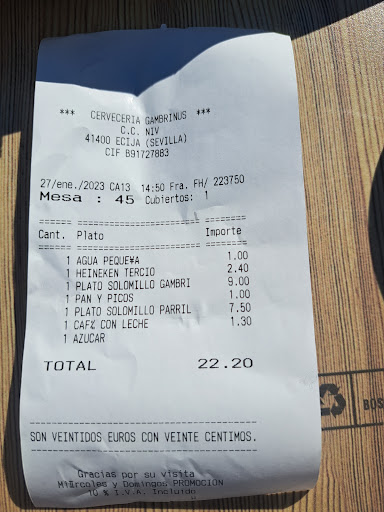 *** CERVECERIA GAMBRINUS ***
C.C. NIV
41400 ECIJA (SEVILLA)
CIF B91727883
27/ene./2023 CA13 14:50 Fra. FH/ 223750
Mesa : 45 Cubiertos: 1
Cant. Plato Importe
1 AGUA PEQUE¥A 1.00
1 HEINEKEN TERCIO 2.40
1 PLATO SOLOMILLO GAMBRI 9.00
1 PAN Y PICOS 1.00
1 PLATO SOLOMILLO PARRIL 7.50
1 CAF% CON LECHE 1.30
1 AZUCAR
TOTAL 22.20
SON VEINTIDOS EUROS CON VEINTE CENTIMOS.
Gracias por su visita
Miércoles y Domingos PROMOCION
10 % I.V.A. Incluido
BOS